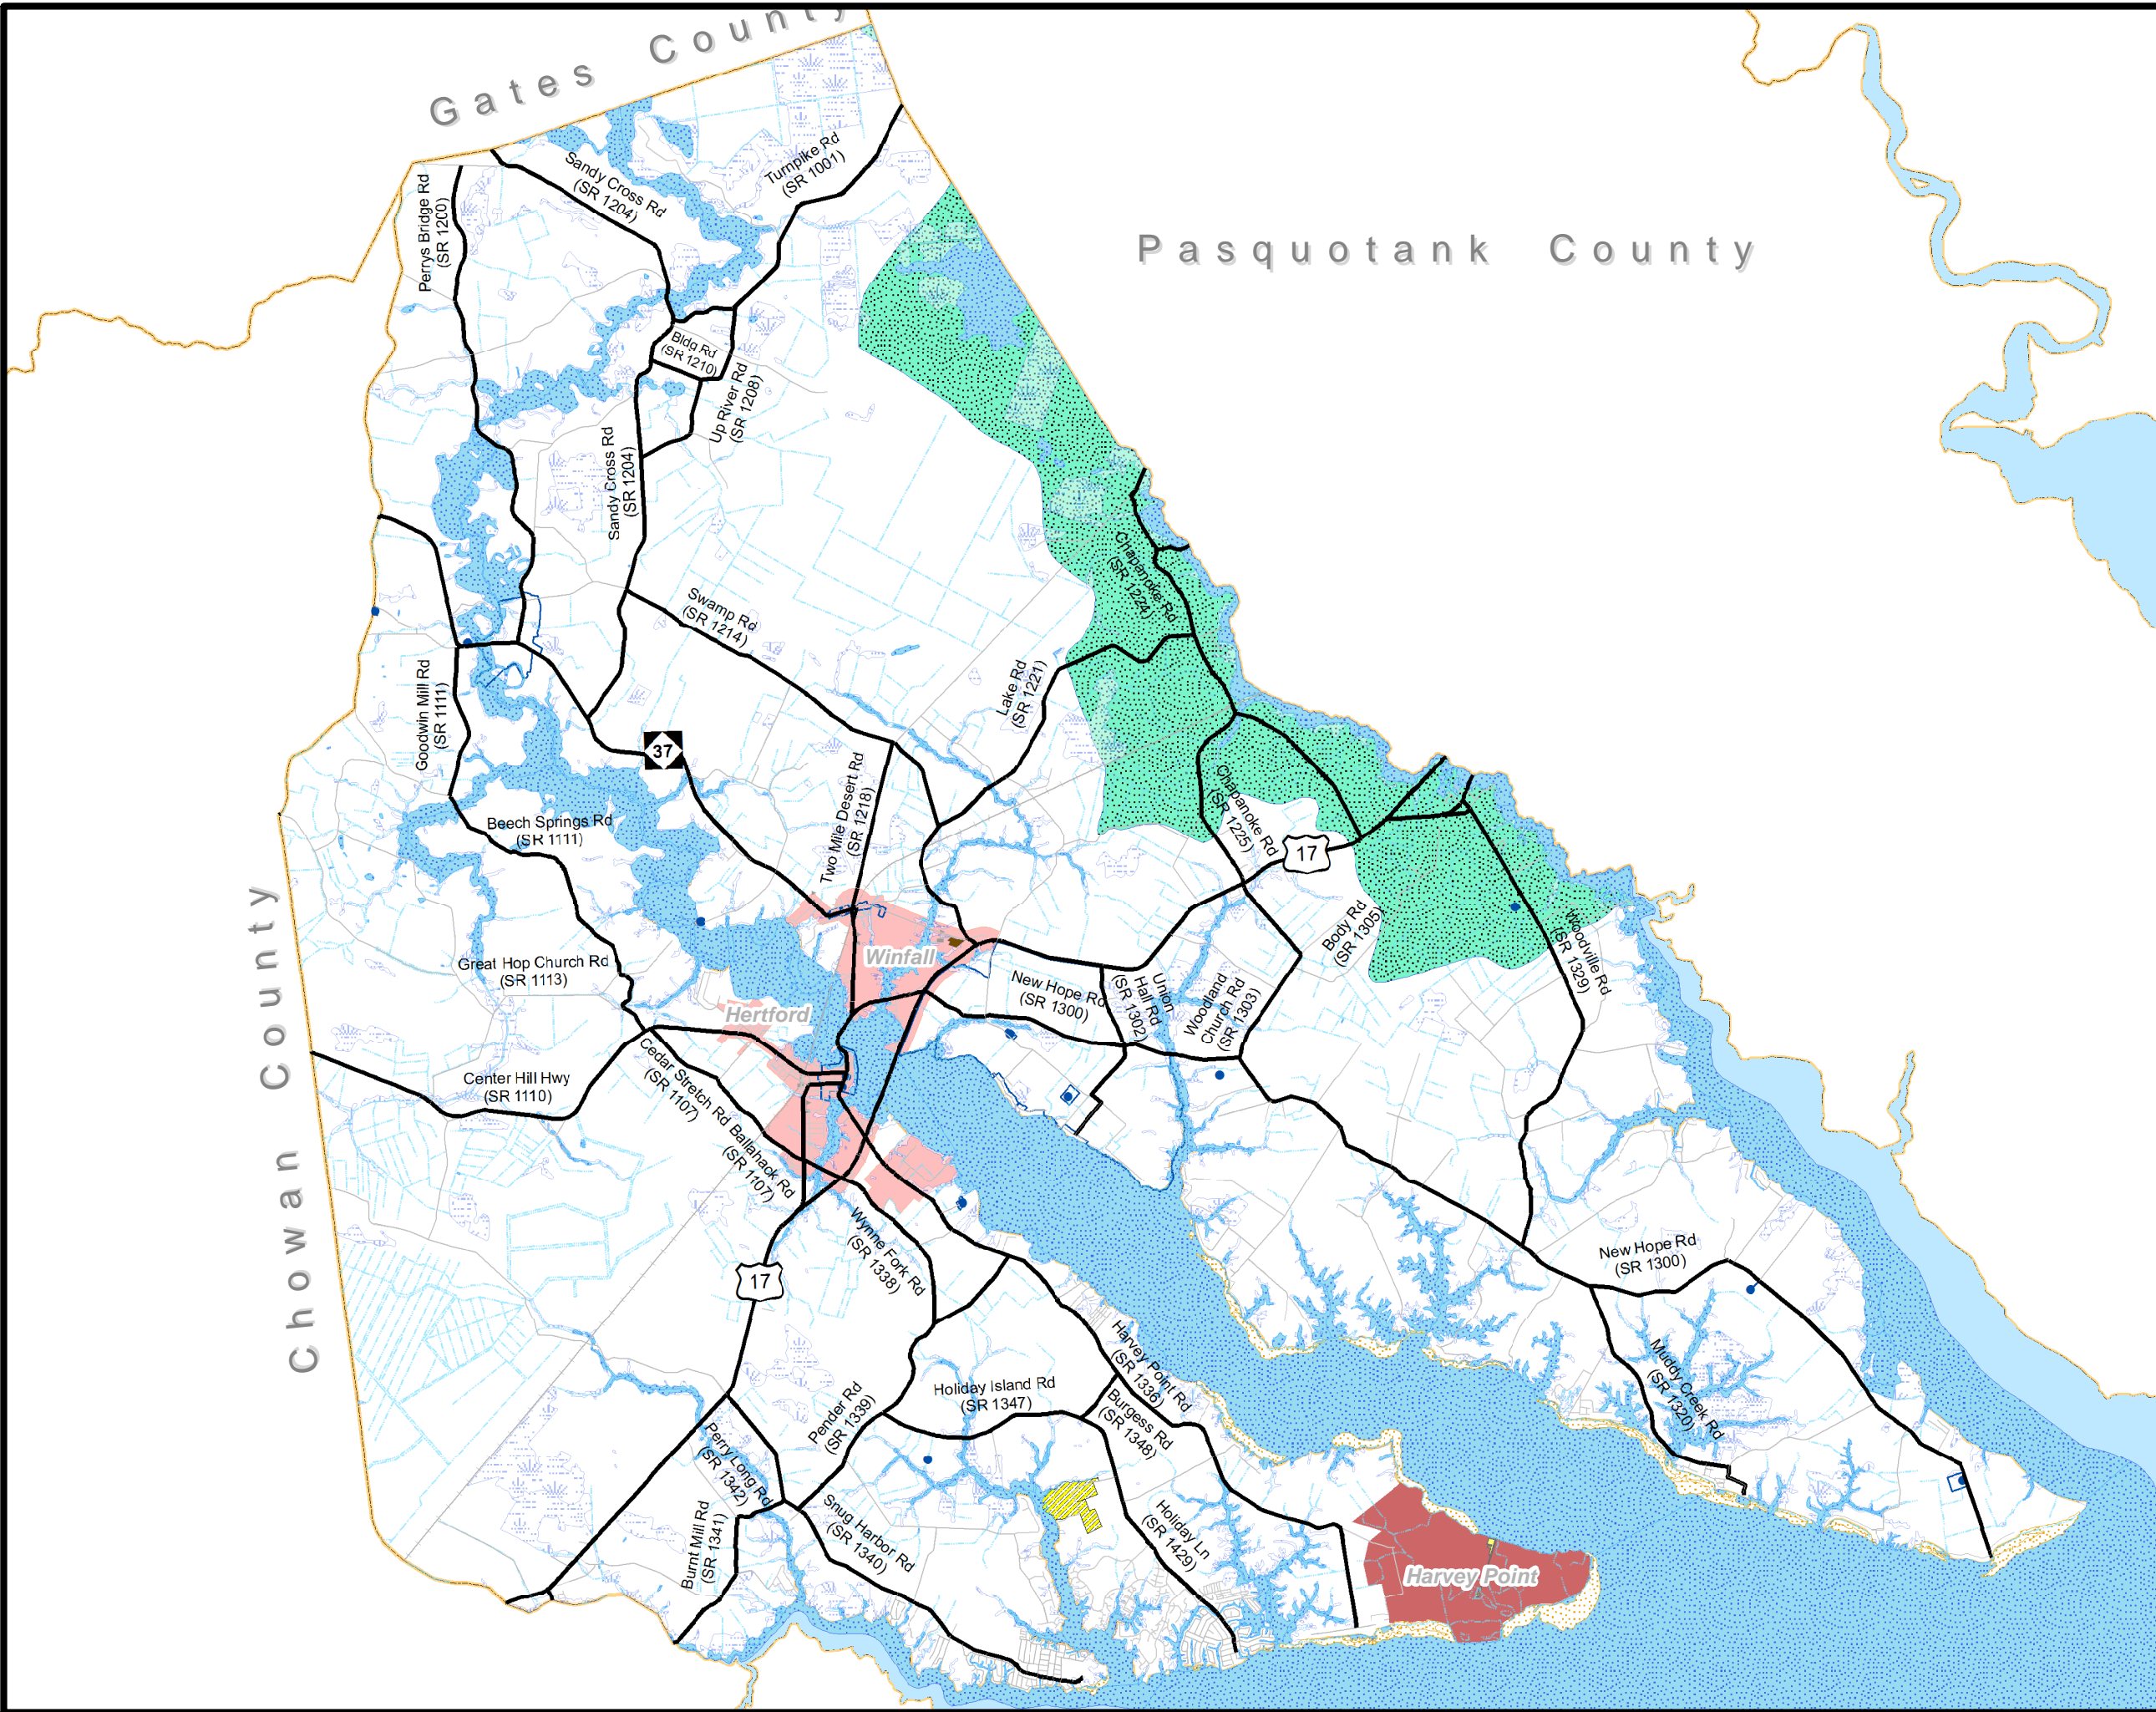 Gates County
Pasquotank County
Chowan County
Perrys Bridge Rd
(SR 1200)
Sandy Cross Rd
(SR 1204)
Turnpike Rd
(SR 1001)
Bldg Rd
(SR 1210)
Up River Rd
(SR 1208)
Sandy Cross Rd
(SR 1204)
Chapanoke Rd
(SR 1224)
Swamp Rd
(SR 1214)
Lake Rd
(SR 1221)
Goodwin Mill Rd
(SR 1111)
37
Two Mile Desert Rd
(SR 1218)
Chapanoke Rd
(SR 1225)
17
Beech Springs Rd
(SR 1111)
Body Rd
(SR 1305)
Woodville Rd
(SR 1329)
Winfall
Great Hop Church Rd
(SR 1113)
New Hope Rd
(SR 1300)
Union
Hall Rd
(SR 1302)
Woodland
Church Rd
(SR 1303)
Hertford
Center Hill Hwy
(SR 1110)
Cedar Stretch Rd
(SR 1107)
Ballahack Rd
(SR 1107)
Wynne Fork Rd
(SR 1338)
17
New Hope Rd
(SR 1300)
Harvey Point Rd
(SR 1336)
Muddy Creek Rd
(SR 1320)
Holiday Island Rd
(SR 1347)
Pender Rd
(SR 1339)
Burgess Rd
(SR 1348)
Perry Long Rd
(SR 1342)
Burnt Mill Rd
(SR 1341)
Snug Harbor Rd
(SR 1340)
Holiday Ln
(SR 1429)
Harvey Point